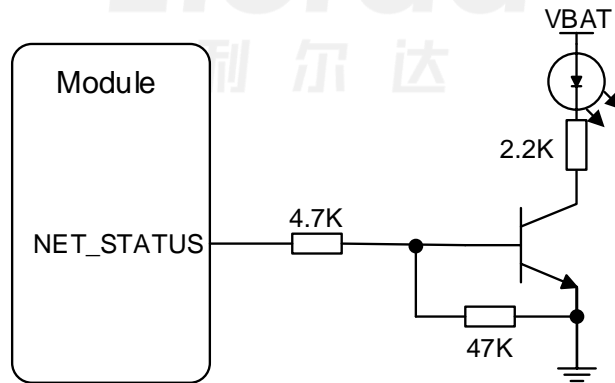 利尔达
VBAT
Module
2.2K
4.7K
NET_STATUS
47K